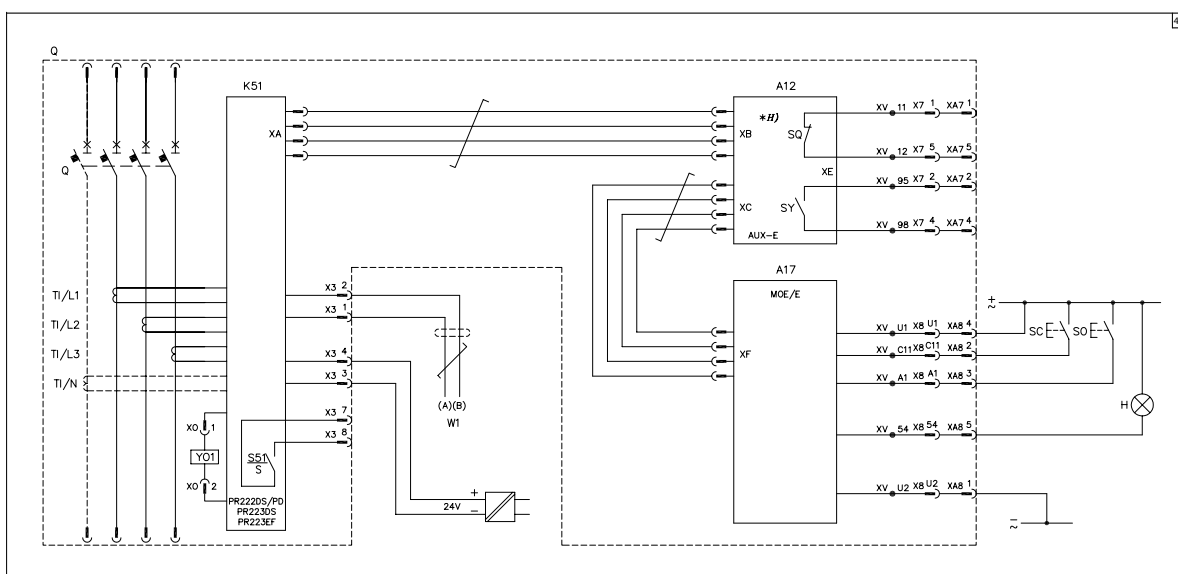 4
Q
K51
A12
XA
XB
*H)
SQ
XE
XV 11 X7 1 XA7 1
XV 12 X7 5 XA7 5
XV 95 X7 2 XA7 2
XC
SY
XV 98 X7 4 XA7 4
AUX-E
Q
A17
MOE/E
TI/L1
TI/L2
TI/L3
TI/N
X3 2
X3 1
X3 4
X3 3
X3 7
X3 8
(A)(B)
W1
XF
XV U1 X8 U1 XA8 4
XV C11 X8 C11 XA8 2
XV A1 X8 A1 XA8 3
XV 54 X8 54 XA8 5
XV U2 X8 U2 XA8 1
+
~
SC
SO
H
XO 1
YO1
XO 2
S51
S
PR222DS/PD
PR223DS
PR223EF
+
24V
−
−
~